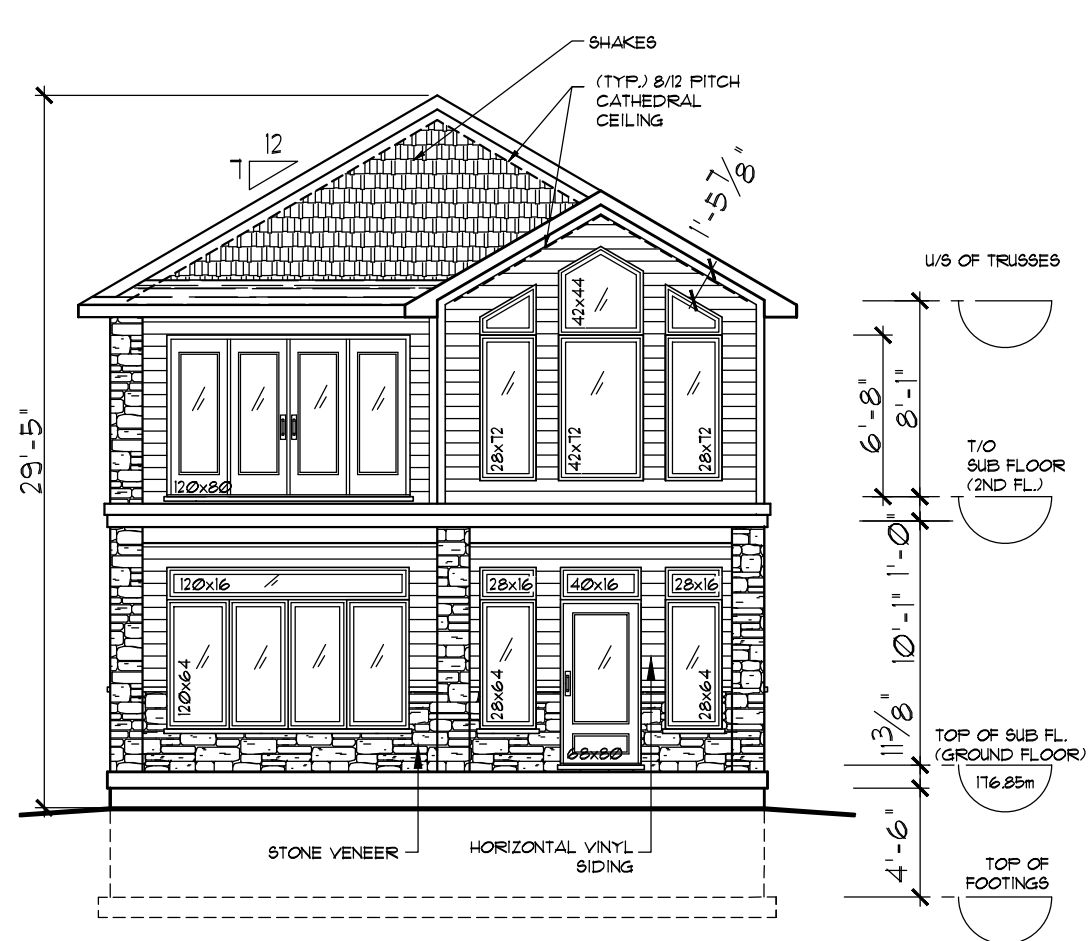 SHAKES
(TYP.) 8/12 PITCH
CATHEDRAL
CEILING
12
7
1'-5 7/8"
29'-5"
U/S OF TRUSSES
42x44
28x72
42x72
28x72
120x80
6'-8"
8'-1"
T/O
SUB FLOOR
(2ND FL.)
1'-0"
120x16
28x16
40x16
28x16
120x64
28x64
28x64
68x80
10'-1"
11 3/8"
TOP OF SUB FL.
(GROUND FLOOR)
176.85m
STONE VENEER
HORIZONTAL VINYL
SIDING
4'-6"
TOP OF
FOOTINGS